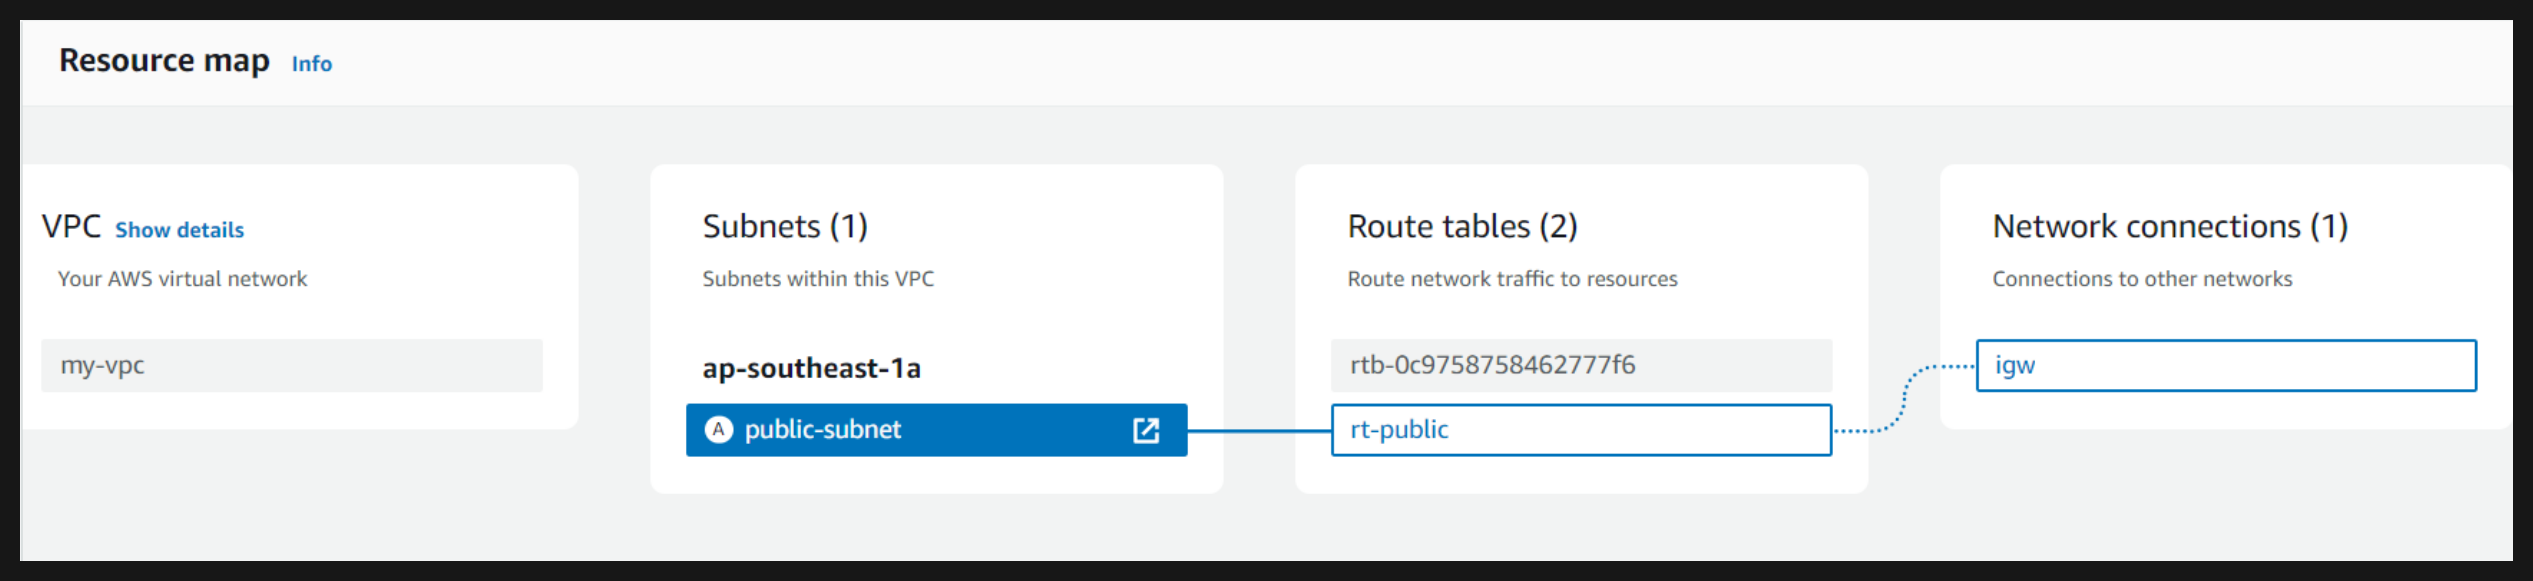 Resource map Info
VPC Show details
Your AWS virtual network
my-vpc
Subnets (1)
Subnets within this VPC
ap-southeast-1a
A public-subnet
Route tables (2)
Route network traffic to resources
rtb-0c9758758462777f6
rt-public
Network connections (1)
Connections to other networks
igw